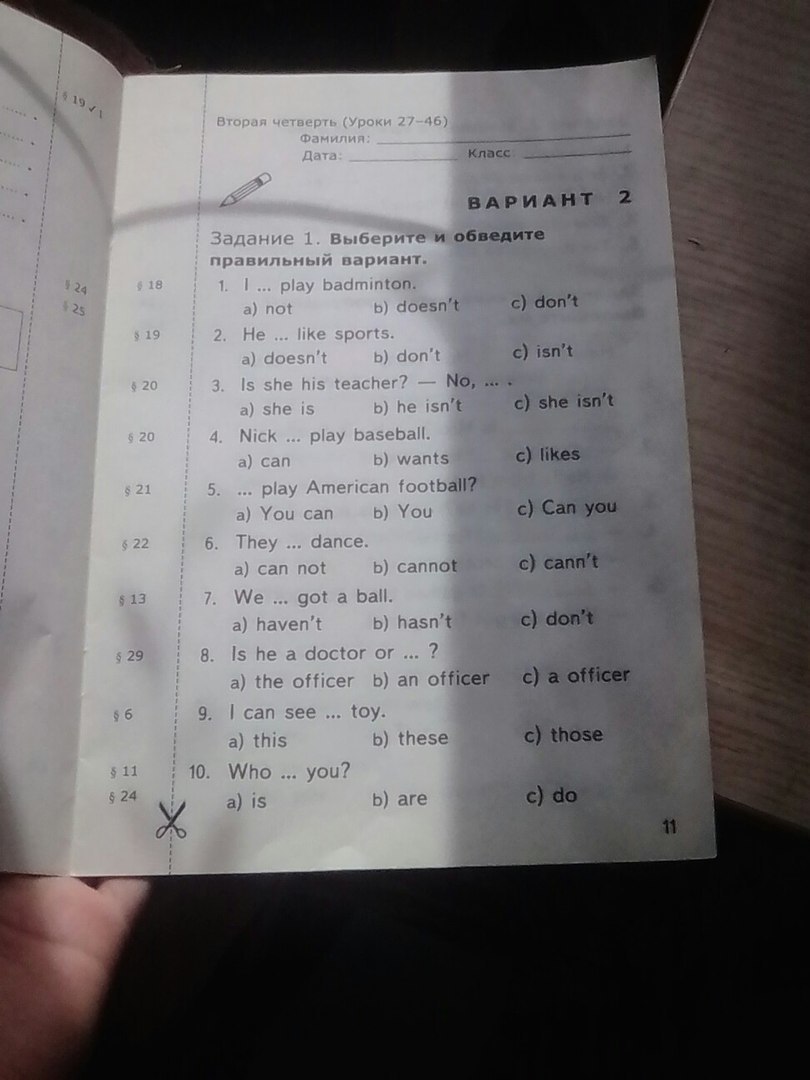 § 19 ✓ 1
§ 24
§ 25
Вторая четверть (Уроки 27–46)
Фамилия:
Дата: Класс:
ВАРИАНТ 2
Задание 1. Выберите и обведите
правильный вариант.
§ 18 1. I ... play badminton.
a) not b) doesn't c) don't
§ 19 2. He ... like sports.
a) doesn't b) don't c) isn't
§ 20 3. Is she his teacher? — No, ... .
a) she is b) he isn't c) she isn't
§ 20 4. Nick ... play baseball.
a) can b) wants c) likes
§ 21 5. ... play American football?
a) You can b) You c) Can you
§ 22 6. They ... dance.
a) can not b) cannot c) cann't
§ 13 7. We ... got a ball.
a) haven't b) hasn't c) don't
§ 29 8. Is he a doctor or ... ?
a) the officer b) an officer c) a officer
§ 6 9. I can see ... toy.
a) this b) these c) those
§ 11 10. Who ... you?
§ 24 a) is b) are c) do
11